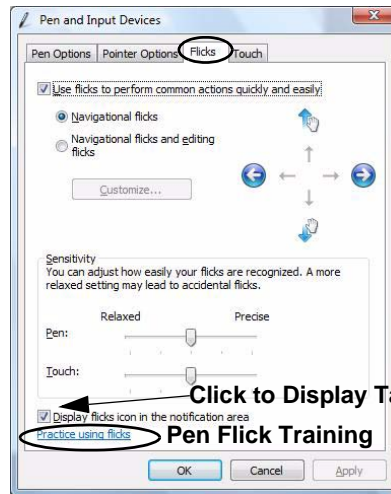 Pen and Input Devices
Pen Options Pointer Options Flicks Touch
Use flicks to perform common actions quickly and easily
Navigational flicks
Navigational flicks and editing
flicks
Customize...
Sensitivity
You can adjust how easily your flicks are recognized. A more
relaxed setting may lead to accidental flicks.
Relaxed Precise
Pen:
Touch:
Click to Display
Display flicks icon in the notification area
Practice using flicks Pen Flick Training
OK Cancel Apply